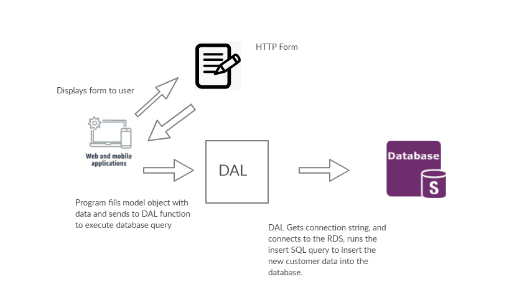 HTTP Form
Displays form to user
Web and mobile
applications
DAL
Database
S
Program fills model object with
data and sends to DAL function
to execute database query
DAL Gets connection string, and
connects to the RDS, runs the
insert SQL query to insert the
new customer data into the
database.